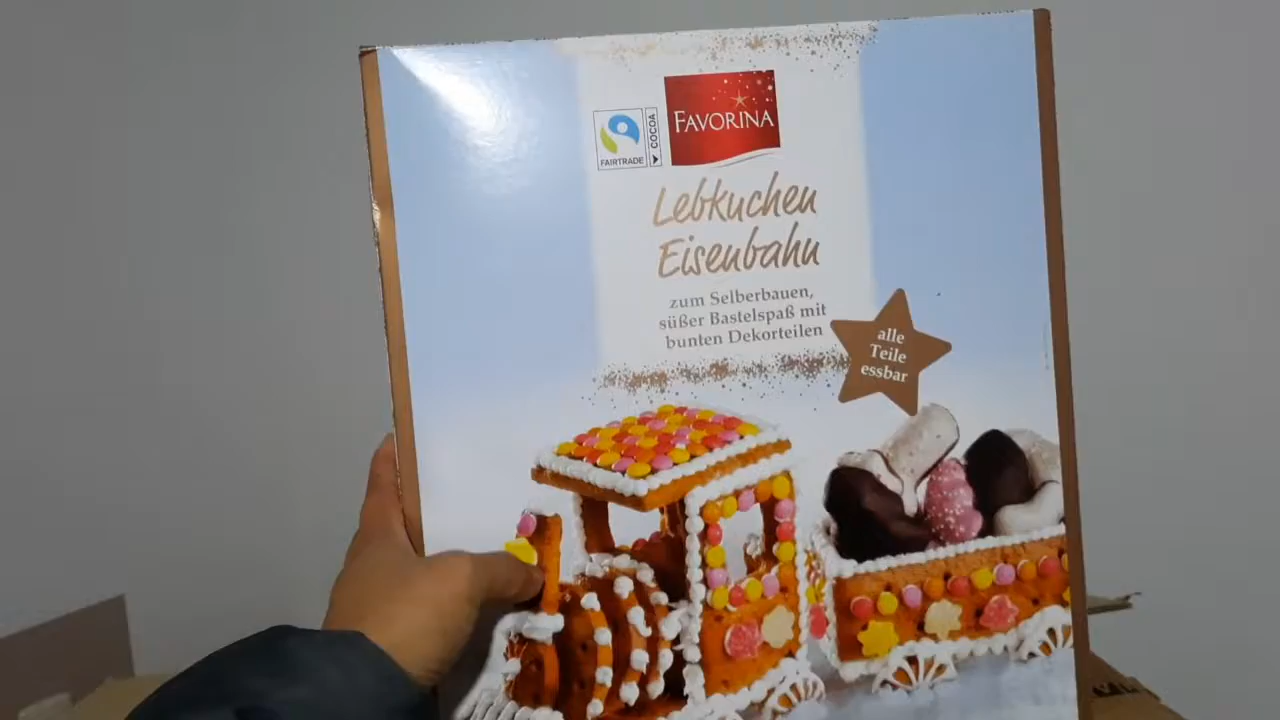 FAVORINA
FAIRTRADE
COCOA
Lebkuchen
Eisenbahn
zum Selberbauen,
süßer Bastelspaß mit
bunten Dekorteilen
alle
Teile
essbar